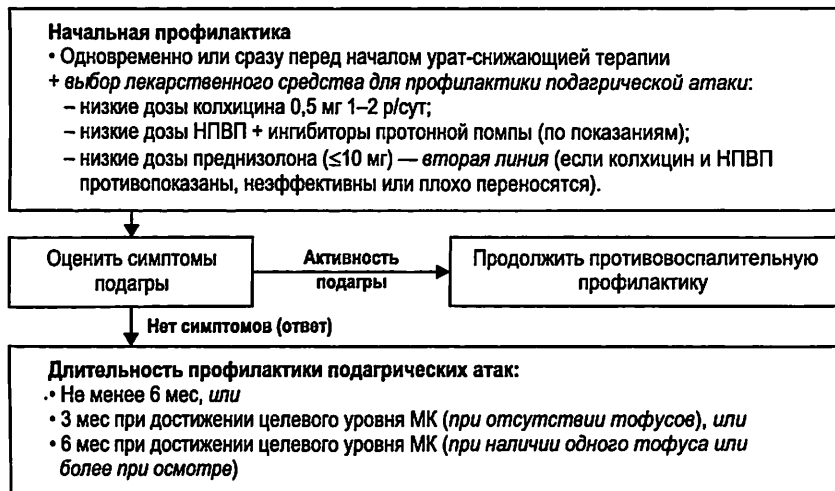 Начальная профилактика
• Одновременно или сразу перед началом урат-снижающией терапии
+ выбор лекарственного средства для профилактики подагрической атаки:
– низкие дозы колхицина 0,5 мг 1–2 р/сут;
– низкие дозы НПВП + ингибиторы протонной помпы (по показаниям);
– низкие дозы преднизолона (≤10 мг) — вторая линия (если колхицин и НПВП
противопоказаны, неэффективны или плохо переносятся).
Оценить симптомы
подагры
Активность
подагры
Продолжить противовоспалительную
профилактику
Нет симптомов (ответ)
Длительность профилактики подагрических атак:
• Не менее 6 мес, или
• 3 мес при достижении целевого уровня МК (при отсутствии тофусов), или
• 6 мес при достижении целевого уровня МК (при наличии одного тофуса или
более при осмотре)